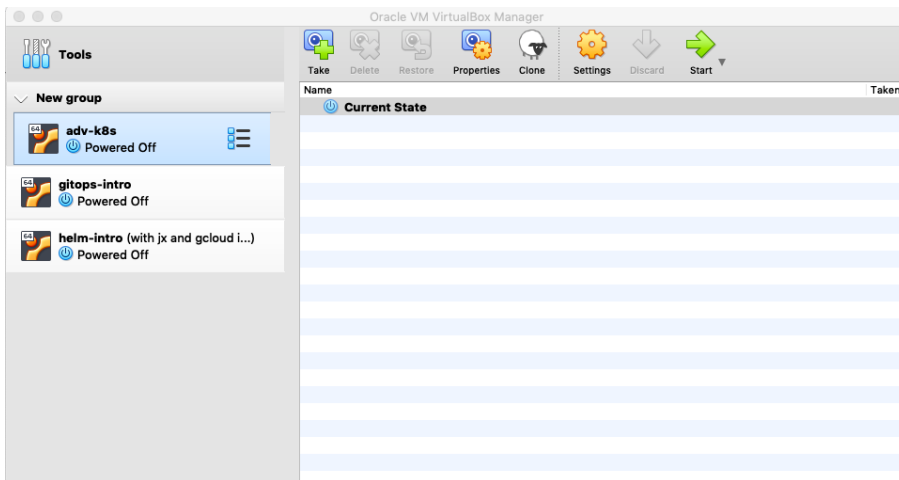 Oracle VM VirtualBox Manager
Tools
Take Delete Restore Properties Clone Settings Discard Start
Name Taken
New group
Current State
64
adv-k8s
Powered Off
64
gitops-intro
Powered Off
64
helm-intro (with jx and gcloud i...)
Powered Off